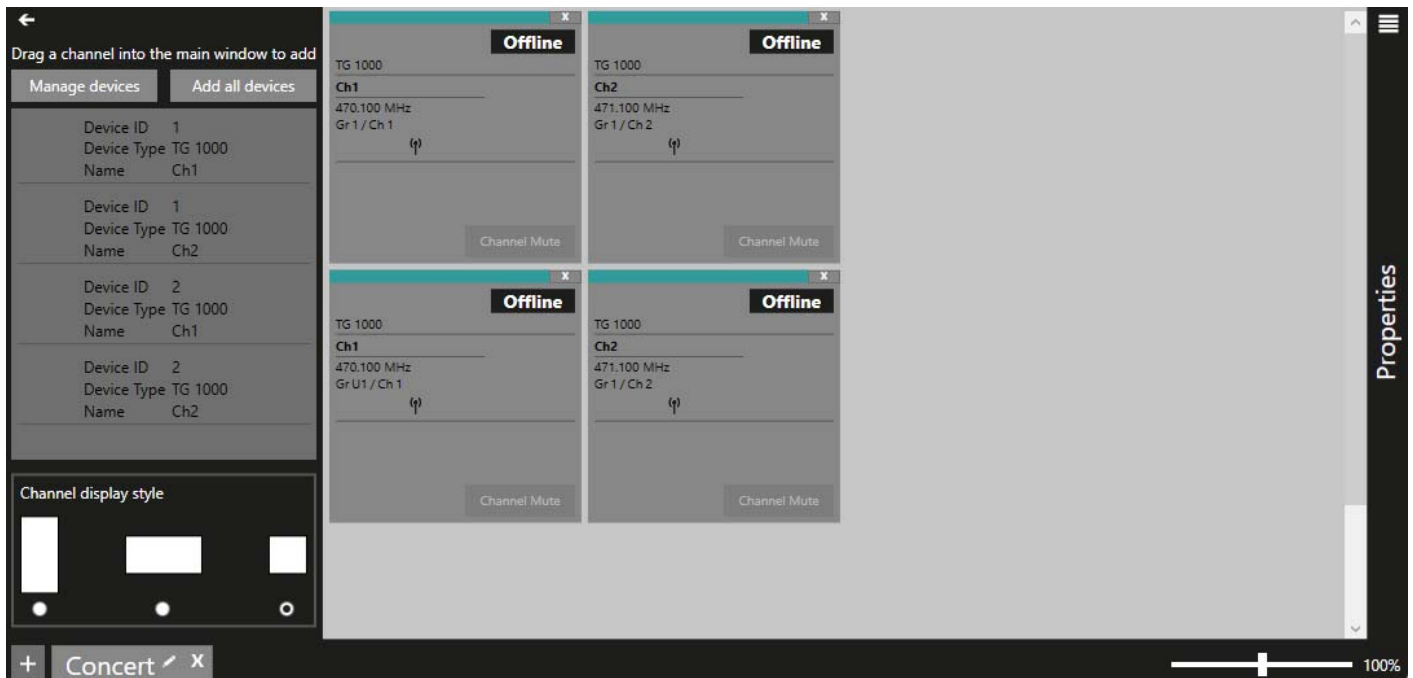 Drag a channel into the main window to add
Manage devices
Add all devices
Device ID 1
Device Type TG 1000
Name Ch1
Device ID 1
Device Type TG 1000
Name Ch2
Device ID 2
Device Type TG 1000
Name Ch1
Device ID 2
Device Type TG 1000
Name Ch2
Channel display style
X
Offline
TG 1000
Ch1
470.100 MHz
Gr 1 / Ch 1
Channel Mute
X
Offline
TG 1000
Ch2
471.100 MHz
Gr 1 / Ch 2
Channel Mute
X
Offline
TG 1000
Ch1
470.100 MHz
Gr U1 / Ch 1
Channel Mute
X
Offline
TG 1000
Ch2
471.100 MHz
Gr 1 / Ch 2
Channel Mute
Properties
+
Concert X
100%